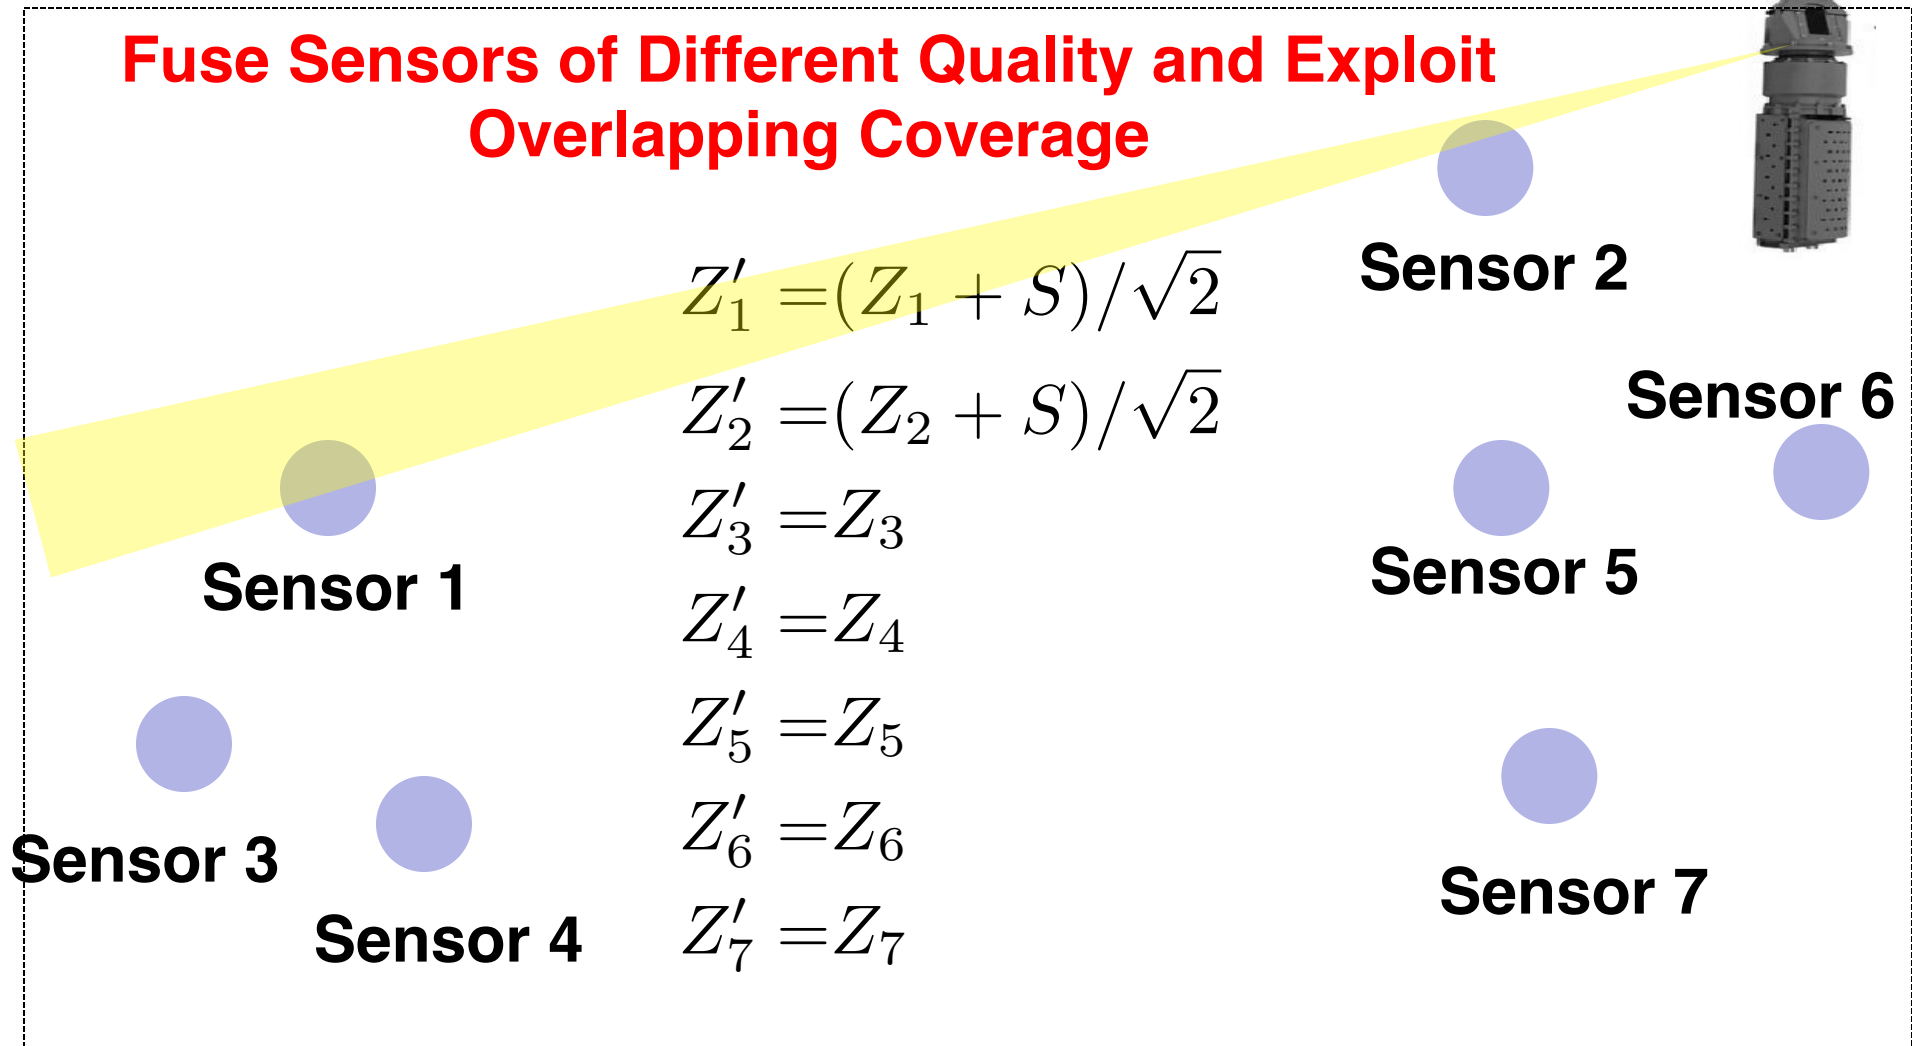 Fuse Sensors of Different Quality and Exploit
Overlapping Coverage
Sensor 2
Z′₁ =(Z₁ + S)/√2
Sensor 6
Z′₂ =(Z₂ + S)/√2
Z′₃ =Z₃
Sensor 5
Sensor 1
Z′₄ =Z₄
Z′₅ =Z₅
Z′₆ =Z₆
Sensor 3
Sensor 7
Sensor 4
Z′₇ =Z₇